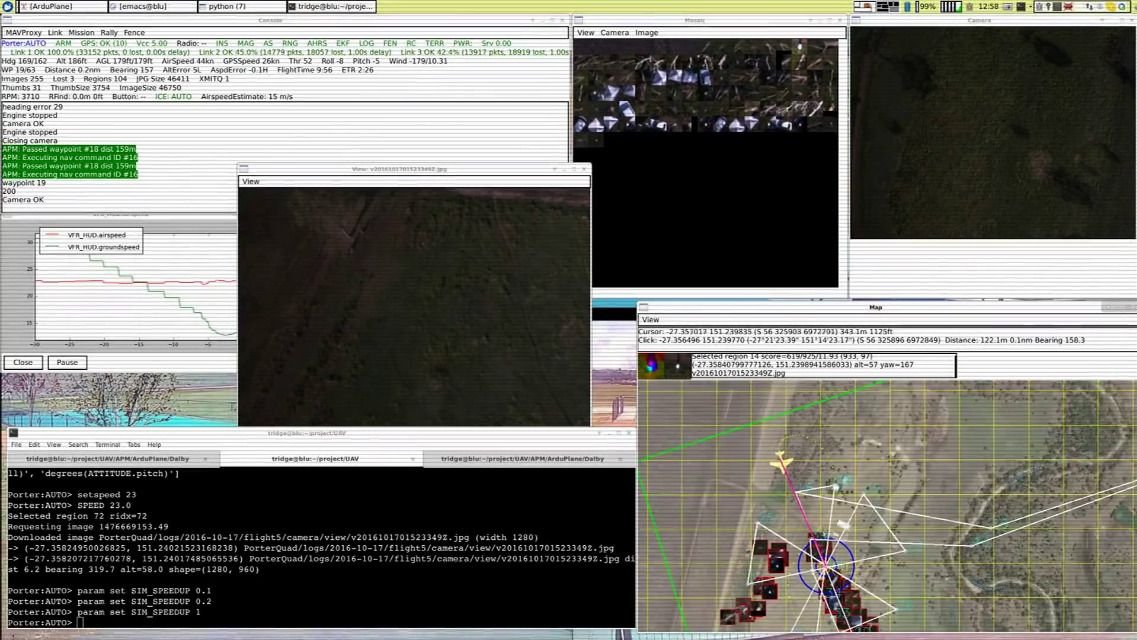 [ArduPlane]
[emacs@blu]
python (7)
tridge@blu: ~/proje...
99%
12:58
Console
MAVProxy Link Mission Rally Fence
Porter:AUTO ARM GPS: OK (10) Vcc 5.00 Radio: -- INS MAG AS RNG AHRS EKF LOG FEN RC TERR PWR: Srv 0.00
Link 1 OK 100.0% (33152 pkts, 0 lost, 0.00s delay) Link 2 OK 45.0% (14779 pkts, 18057 lost, 1.00s delay) Link 3 OK 42.4% (13917 pkts, 18919 lost, 1.00s
Hdg 169/162 Alt 186ft AGL 179ft/179ft AirSpeed 44kn GPSSpeed 26kn Thr 52 Roll -8 Pitch -5 Wind -179/10.31
WP 19/63 Distance 0.2nm Bearing 157 AltError 5L AspdError -0.1H FlightTime 9:56 ETR 2:26
Images 255 Lost 3 Regions 104 JPG Size 46411 XMITQ 1
Thumbs 31 ThumbSize 3754 ImageSize 46750
RPM: 3710 RFind: 0.0m 0ft Button: -- ICE: AUTO AirspeedEstimate: 15 m/s
heading error 29
Engine stopped
Camera OK
Engine stopped
Closing camera
APM: Passed waypoint #18 dist 159m
APM: Executing nav command ID #16
APM: Passed waypoint #18 dist 159m
APM: Executing nav command ID #16
waypoint 19
200
Camera OK
VFR_HUD.airspeed
VFR_HUD.groundspeed
30
25
20
15
−30 −25 −20 −15 −10 −5
Close Pause
View: v20161017015233​49Z.jpg
View
Mosaic
View Camera Image
Camera
Map
View
Cursor: -27.357017 151.239835 (S 56 325903 6972791) 343.1m 1125ft
Click: -27.356496 151.239770 (-27°21'23.39" 151°14'23.17") (S 56 325896 6972849) Distance: 122.1m 0.1nm Bearing 158.3
Selected region 14 score=619/925/11.93 (933, 97)
(-27.35840799777126, 151.2398941586033) alt=57 yaw=167
v2016101701523349Z.jpg
tridge@blu:~/project/UAV
File Edit View Search Terminal Tabs Help
tridge@blu:~/project/UAV/APM/ArduPlane/Dalby
tridge@blu:~/project/UAV
tridge@blu:~/project/UAV/APM/ArduPlane/Dalby
ll)', 'degrees(ATTITUDE.pitch)']
Porter:AUTO> setspeed 23
Porter:AUTO> SPEED 23.0
Selected region 72 ridx=72
Requesting image 1476669153.49
Downloaded image PorterQuad/logs/2016-10-17/flight5/camera/view/v2016101701523349Z.jpg (width 1280)
-> (-27.35824950026825, 151.24021523168238) PorterQuad/logs/2016-10-17/flight5/camera/view/v2016101701523349Z.jpg
-> (-27.358207217760278, 151.24017485065536) PorterQuad/logs/2016-10-17/flight5/camera/view/v2016101701523349Z.jpg di
st 6.2 bearing 319.7 alt=58.0 shape=(1280, 960)
Porter:AUTO> param set SIM_SPEEDUP 0.1
Porter:AUTO> param set SIM_SPEEDUP 0.2
Porter:AUTO> param set SIM_SPEEDUP 1
Porter:AUTO>